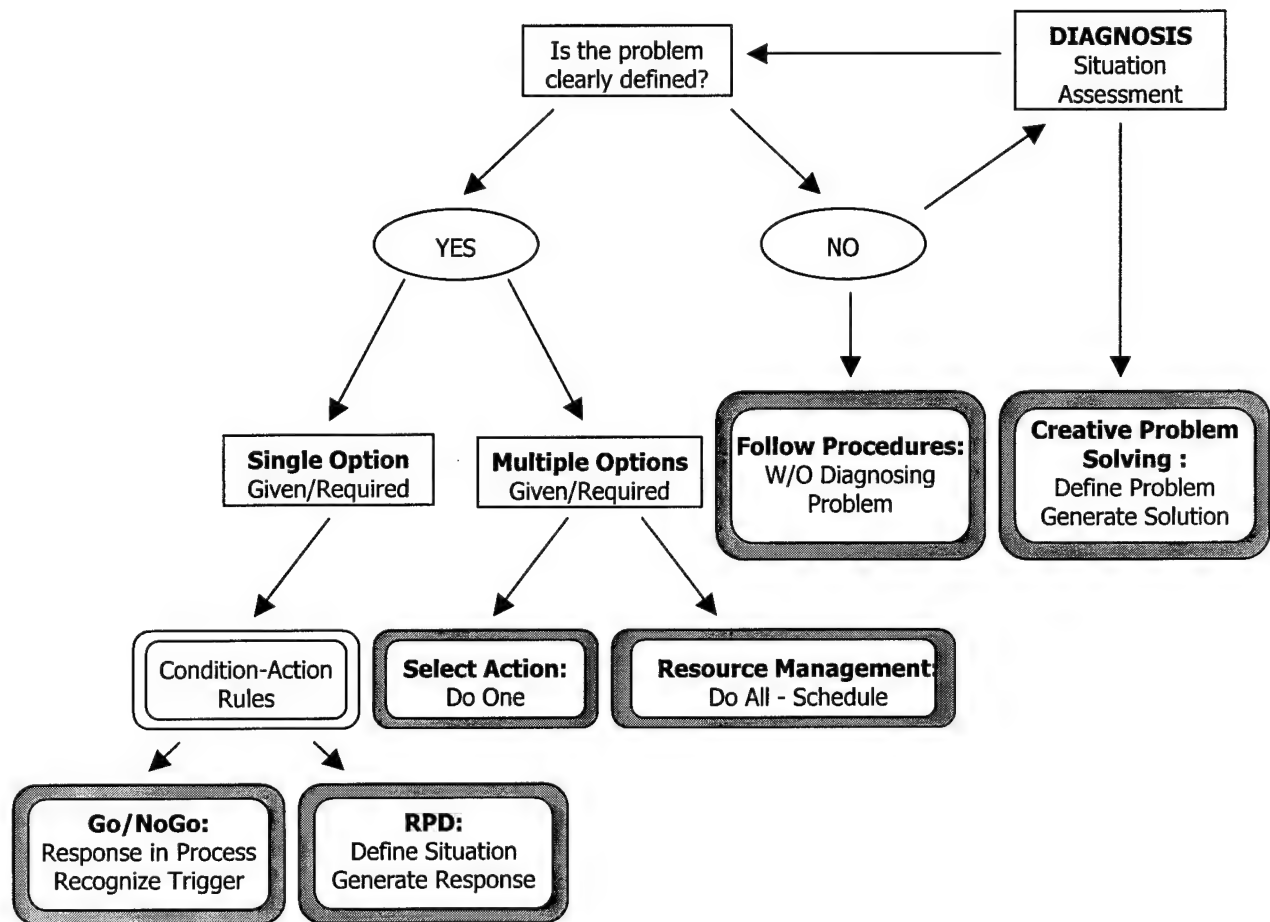 Is the problem
clearly defined?
DIAGNOSIS
Situation
Assessment
YES
NO
Single Option
Given/Required
Multiple Options
Given/Required
Follow Procedures:
W/O Diagnosing
Problem
Creative Problem
Solving :
Define Problem
Generate Solution
Condition-Action
Rules
Select Action:
Do One
Resource Management:
Do All - Schedule
Go/NoGo:
Response in Process
Recognize Trigger
RPD:
Define Situation
Generate Response